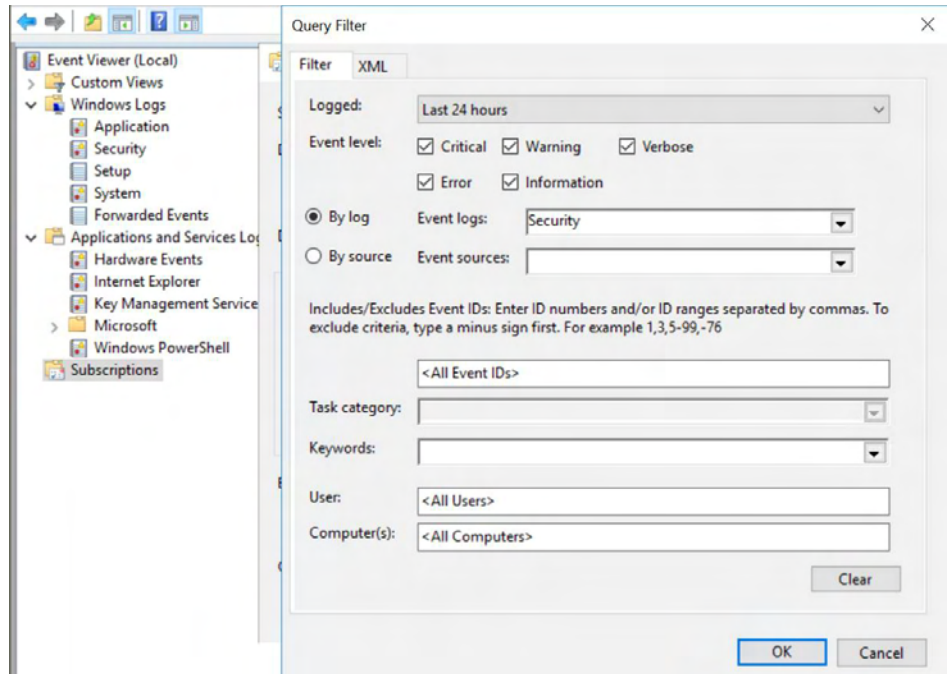 Query Filter
Event Viewer (Local)
Custom Views
Windows Logs
Application
Security
Setup
System
Forwarded Events
Applications and Services Log
Hardware Events
Internet Explorer
Key Management Service
Microsoft
Windows PowerShell
Subscriptions
Filter XML
Logged: Last 24 hours
Event level: Critical Warning Verbose
Error Information
By log Event logs: Security
By source Event sources:
Includes/Excludes Event IDs: Enter ID numbers and/or ID ranges separated by commas. To
exclude criteria, type a minus sign first. For example 1,3,5-99,-76
<All Event IDs>
Task category:
Keywords:
User: <All Users>
Computer(s): <All Computers>
Clear
OK Cancel